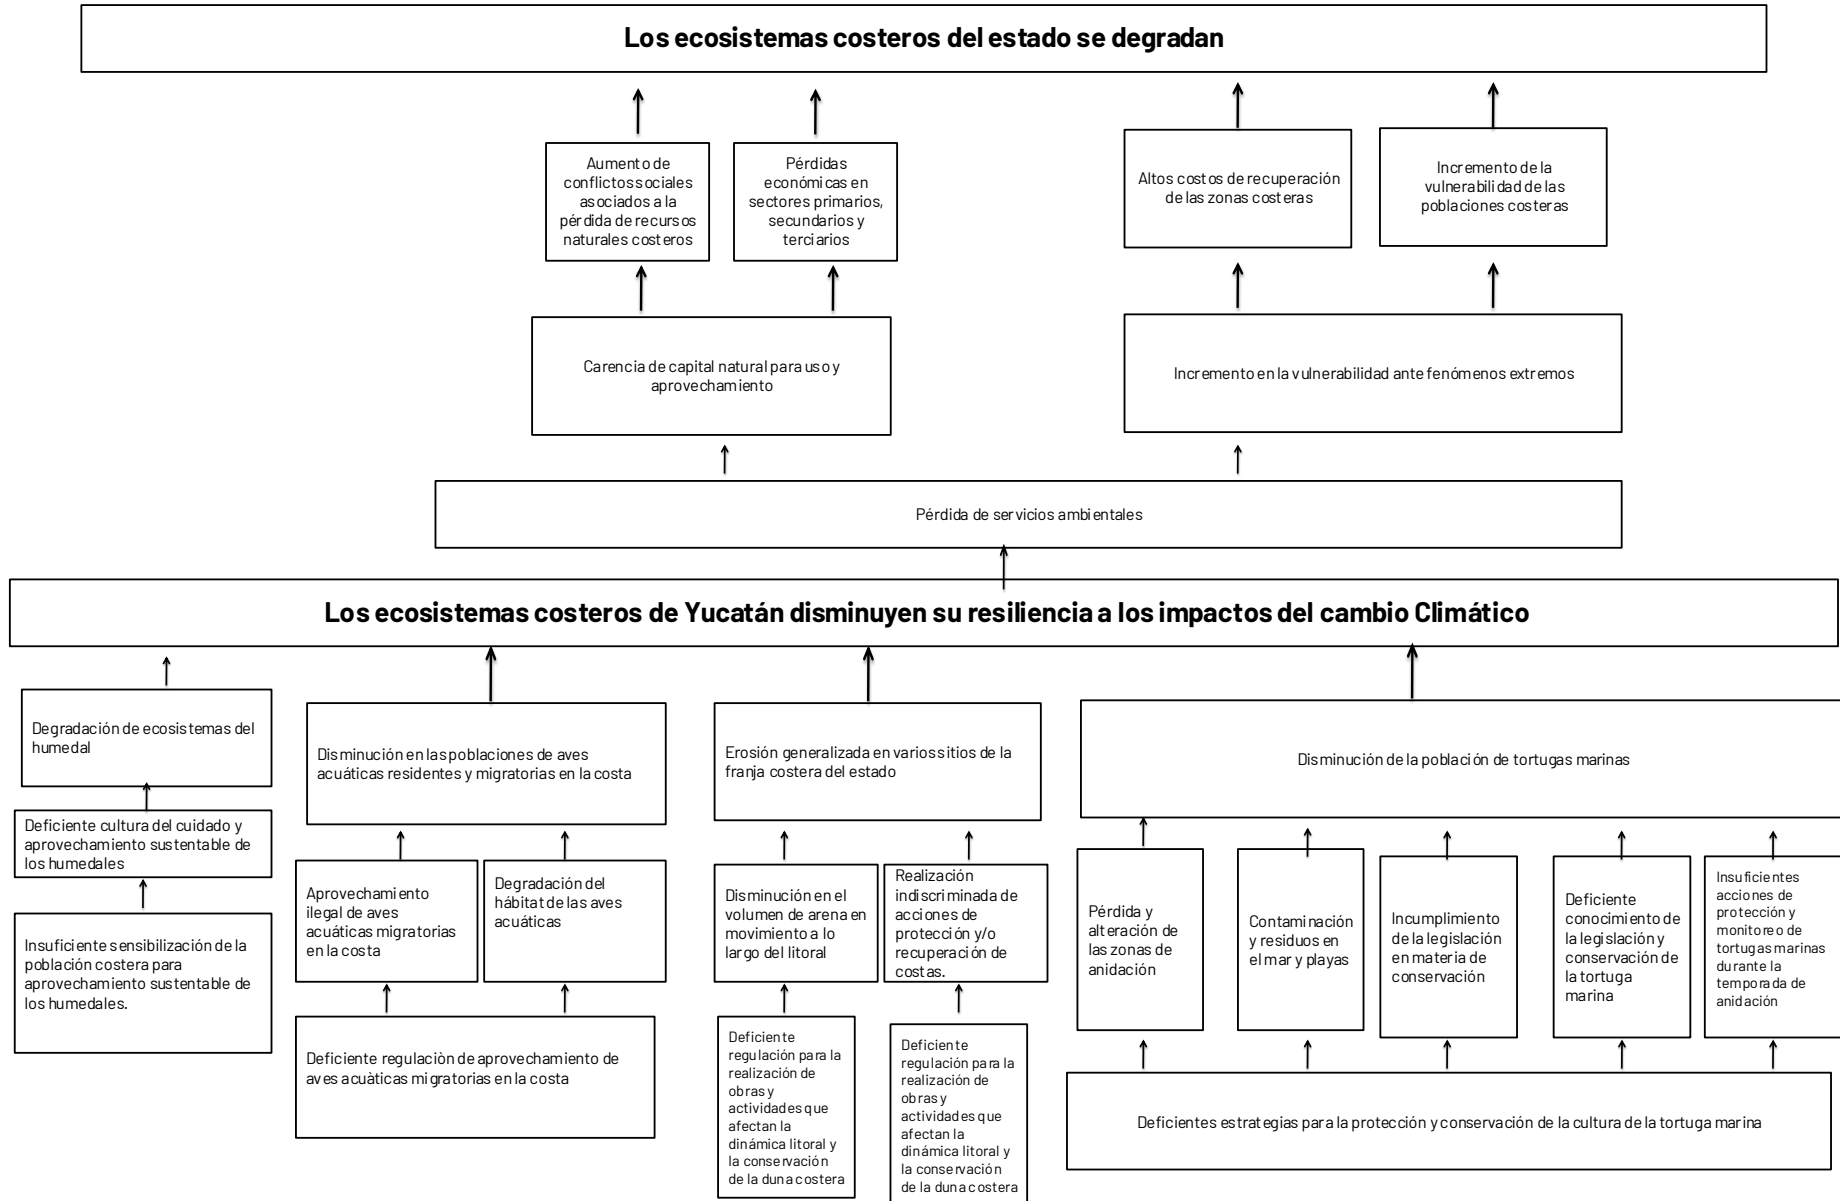 Los ecosistemas costeros del estado se degradan
Aumento de
conflictos sociales
asociados a la
pérdida de recursos
naturales costeros
Pérdidas
económicas en
sectores primarios,
secundarios y
terciarios
Altos costos de recuperación
de las zonas costeras
Incremento de la
vulnerabilidad de las
poblaciones costeras
Carencia de capital natural para uso y
aprovechamiento
Incremento en la vulnerabilidad ante fenómenos extremos
Pérdida de servicios ambientales
Los ecosistemas costeros de Yucatán disminuyen su resiliencia a los impactos del cambio Climático
Degradación de ecosistemas del
humedal
Disminución en las poblaciones de aves
acuáticas residentes y migratorias en la costa
Erosión generalizada en varios sitios de la
franja costera del estado
Disminución de la población de tortugas marinas
Deficiente cultura del cuidado y
aprovechamiento sustentable de
los humedales
Aprovechamiento
ilegal de aves
acuáticas migratorias
en la costa
Degradación del
hábitat de las aves
acuáticas
Disminución en el
volumen de arena en
movimiento a lo
largo del litoral
Realización
indiscriminada de
acciones de
protección y/o
recuperación de
costas.
Pérdida y
alteración de
las zonas de
anidación
Contaminación
y residuos en
el mar y playas
Incumplimiento
de la legislación
en materia de
conservación
Deficiente
conocimiento de
la legislación y
conservación de
la tortuga
marina
Insuficientes
acciones de
protección y
monitoreo de
tortugas marinas
durante la
temporada de
anidación
Insuficiente sensibilización de la
población costera para
aprovechamiento sustentable de
los humedales.
Deficiente regulaciòn de aprovechamiento de
aves acuàticas migratorias en la costa
Deficiente
regulación para la
realización de
obras y
actividades que
afectan la
dinámica litoral y
la conservación
de la duna costera
Deficiente
regulación para la
realización de
obras y
actividades que
afectan la
dinámica litoral y
la conservación
de la duna costera
Deficientes estrategias para la protección y conservación de la cultura de la tortuga marina